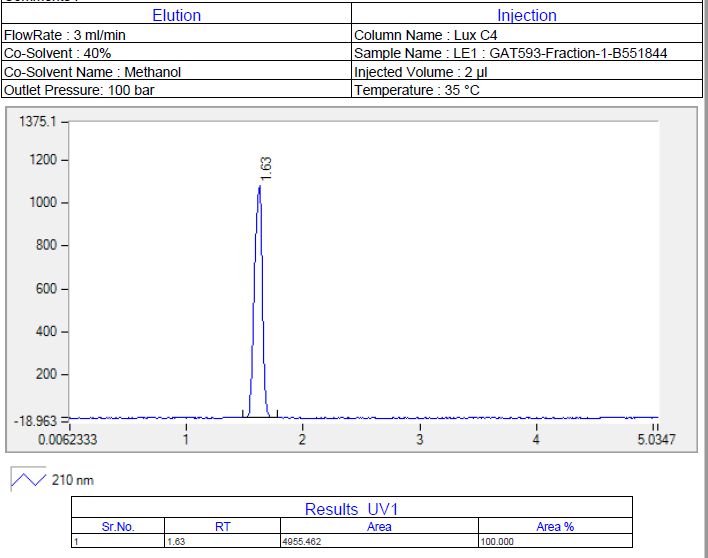 Elution Injection
FlowRate : 3 ml/min Column Name : Lux C4
Co-Solvent : 40% Sample Name : LE1 : GAT593-Fraction-1-B551844
Co-Solvent Name : Methanol Injected Volume : 2 µl
Outlet Pressure: 100 bar Temperature : 35 °C
1375.1
1200
1000
800
600
400
200
-18.963
1.63
0.0062333 1 2 3 4 5.0347
210 nm
Results UV1
Sr.No. RT Area Area %
1 1.63 4955.462 100.000